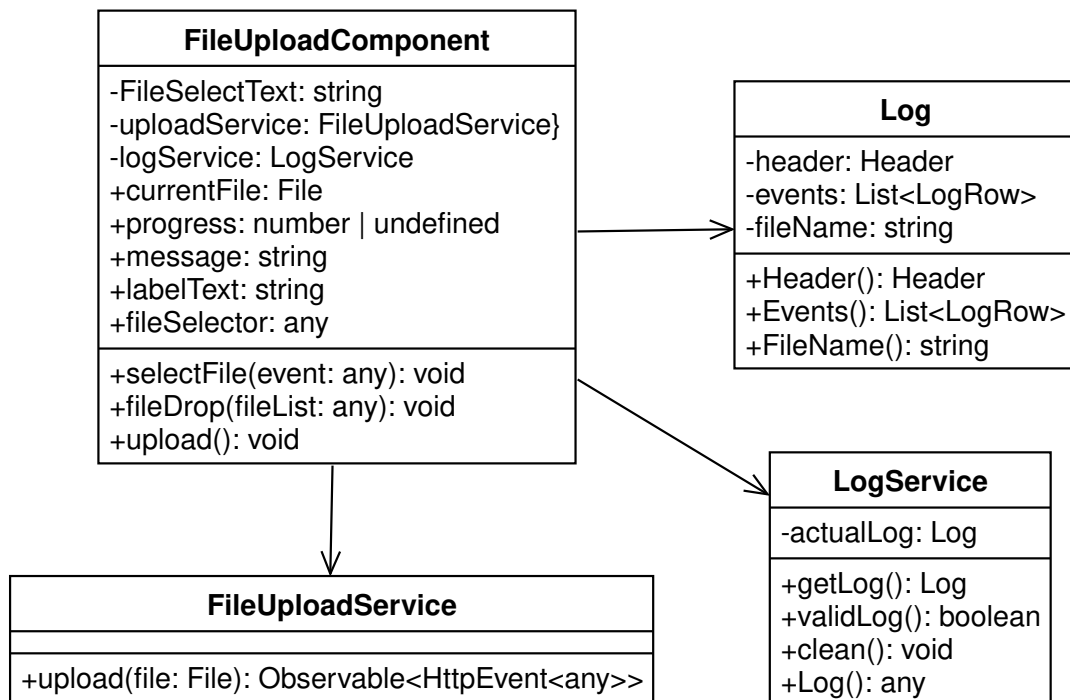 FileUploadComponent
-FileSelectText: string
-uploadService: FileUploadService}
-logService: LogService
+currentFile: File
+progress: number | undefined
+message: string
+labelText: string
+fileSelector: any
+selectFile(event: any): void
+fileDrop(fileList: any): void
+upload(): void
Log
-header: Header
-events: List<LogRow>
-fileName: string
+Header(): Header
+Events(): List<LogRow>
+FileName(): string
LogService
-actualLog: Log
+getLog(): Log
+validLog(): boolean
+clean(): void
+Log(): any
FileUploadService
+upload(file: File): Observable<HttpEvent<any>>